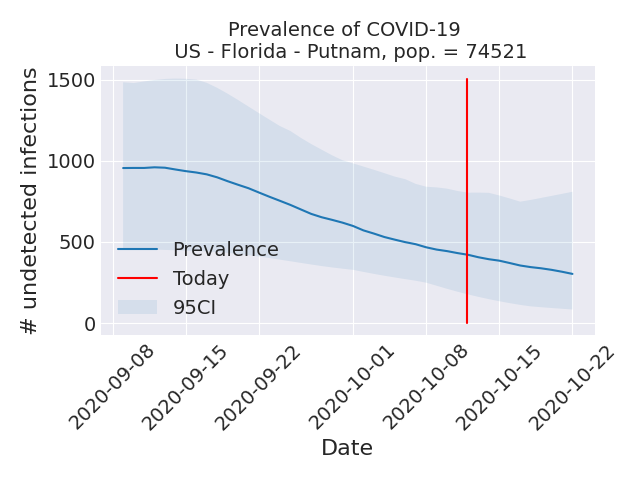 Prevalence of COVID-19
US - Florida - Putnam, pop. = 74521
# undetected infections
1500
1000
500
0
Prevalence
Today
95CI
2020-09-08
2020-09-15
2020-09-22
2020-10-01
2020-10-08
2020-10-15
2020-10-22
Date